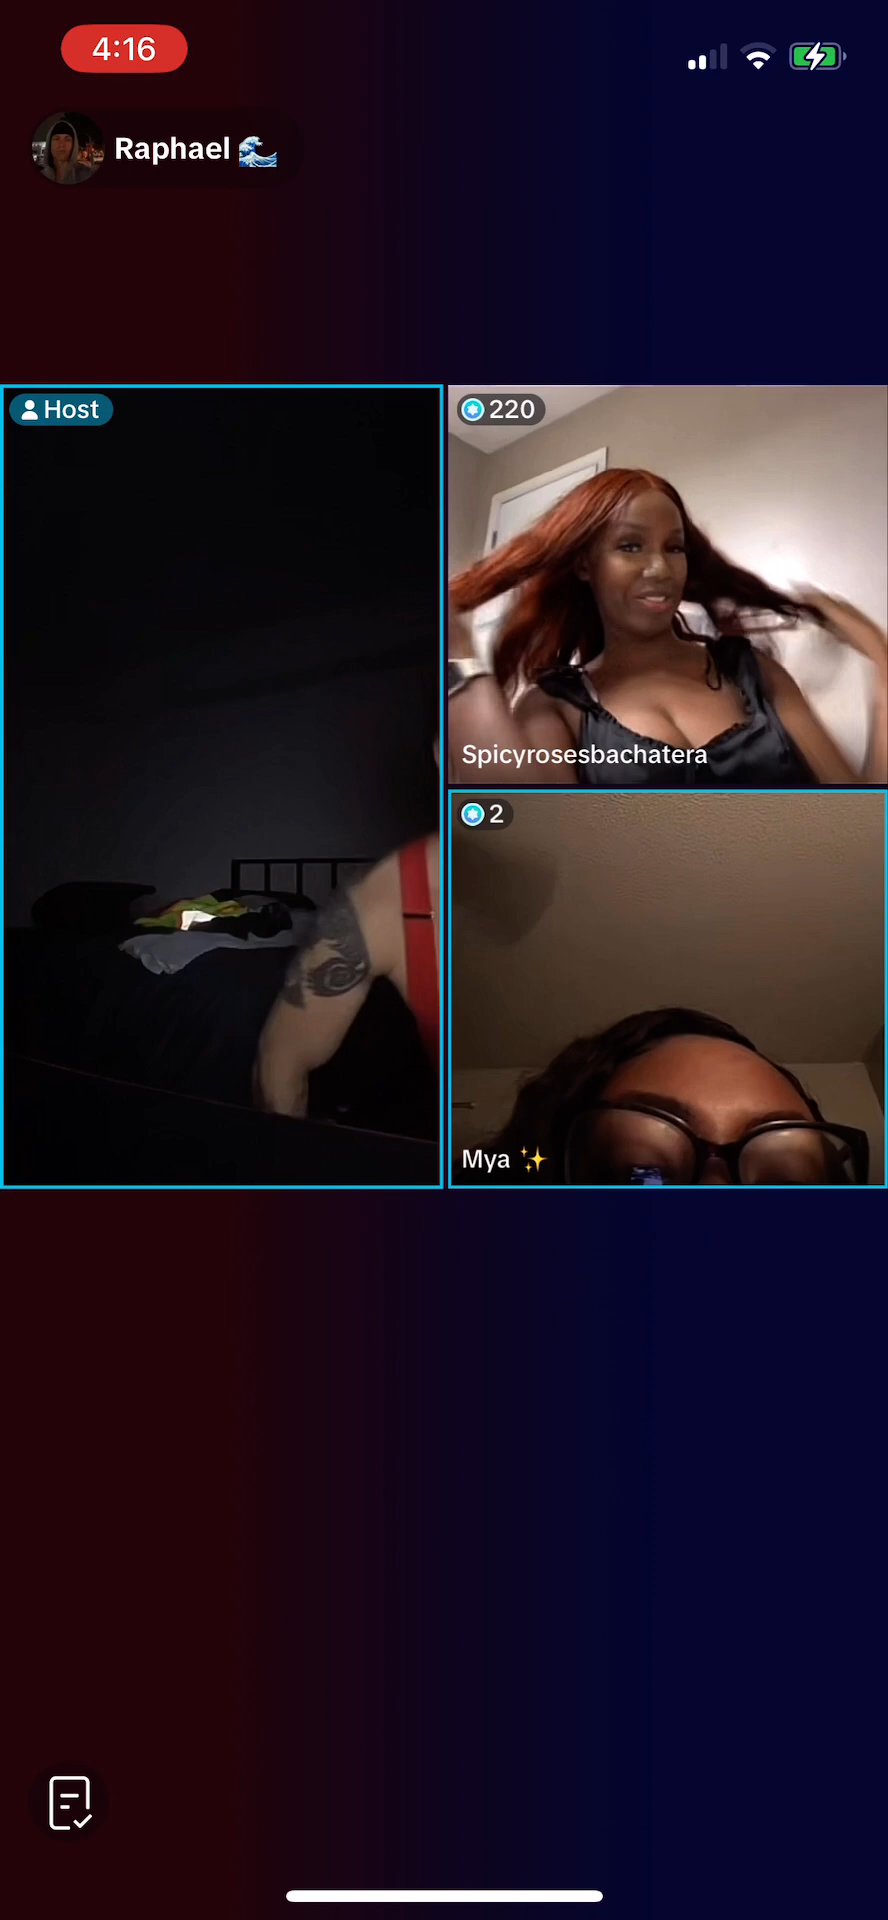 4:16
Raphael 🌊
Host
220
Spicyrosesbachatera
2
Mya ✨